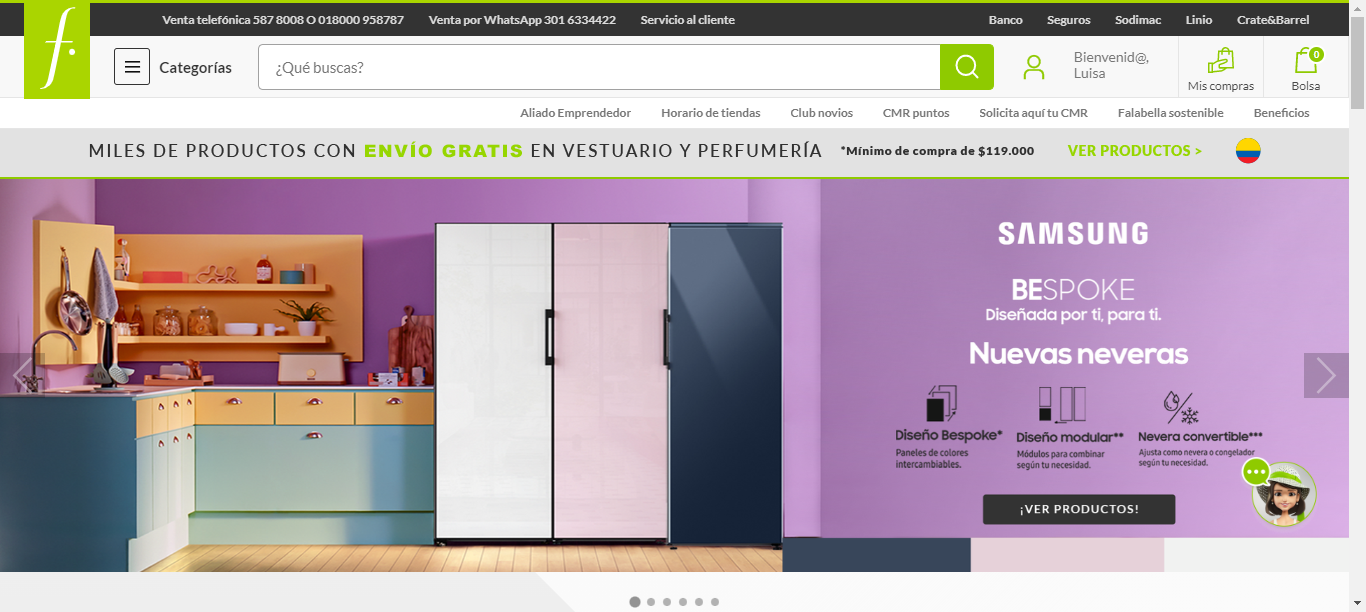 Venta telefónica 587 8008 O 018000 958787 Venta por WhatsApp 301 6334422 Servicio al cliente Banco Seguros Sodimac Linio Crate&Barrel
f.
Categorías ¿Qué buscas? Bienvenid@,
Luisa
Mis compras
0
Bolsa
Aliado Emprendedor Horario de tiendas Club novios CMR puntos Solicita aquí tu CMR Falabella sostenible Beneficios
MILES DE PRODUCTOS CON ENVÍO GRATIS EN VESTUARIO Y PERFUMERÍA *Mínimo de compra de $119.000 VER PRODUCTOS >
SAMSUNG
BESPOKE
Diseñada por ti, para ti.
Nuevas neveras
Diseño Bespoke*
Paneles de colores
intercambiables.
Diseño modular**
Módulos para combinar
según tu necesidad.
Nevera convertible***
Ajusta como nevera o congelador
según tu necesidad.
¡VER PRODUCTOS!